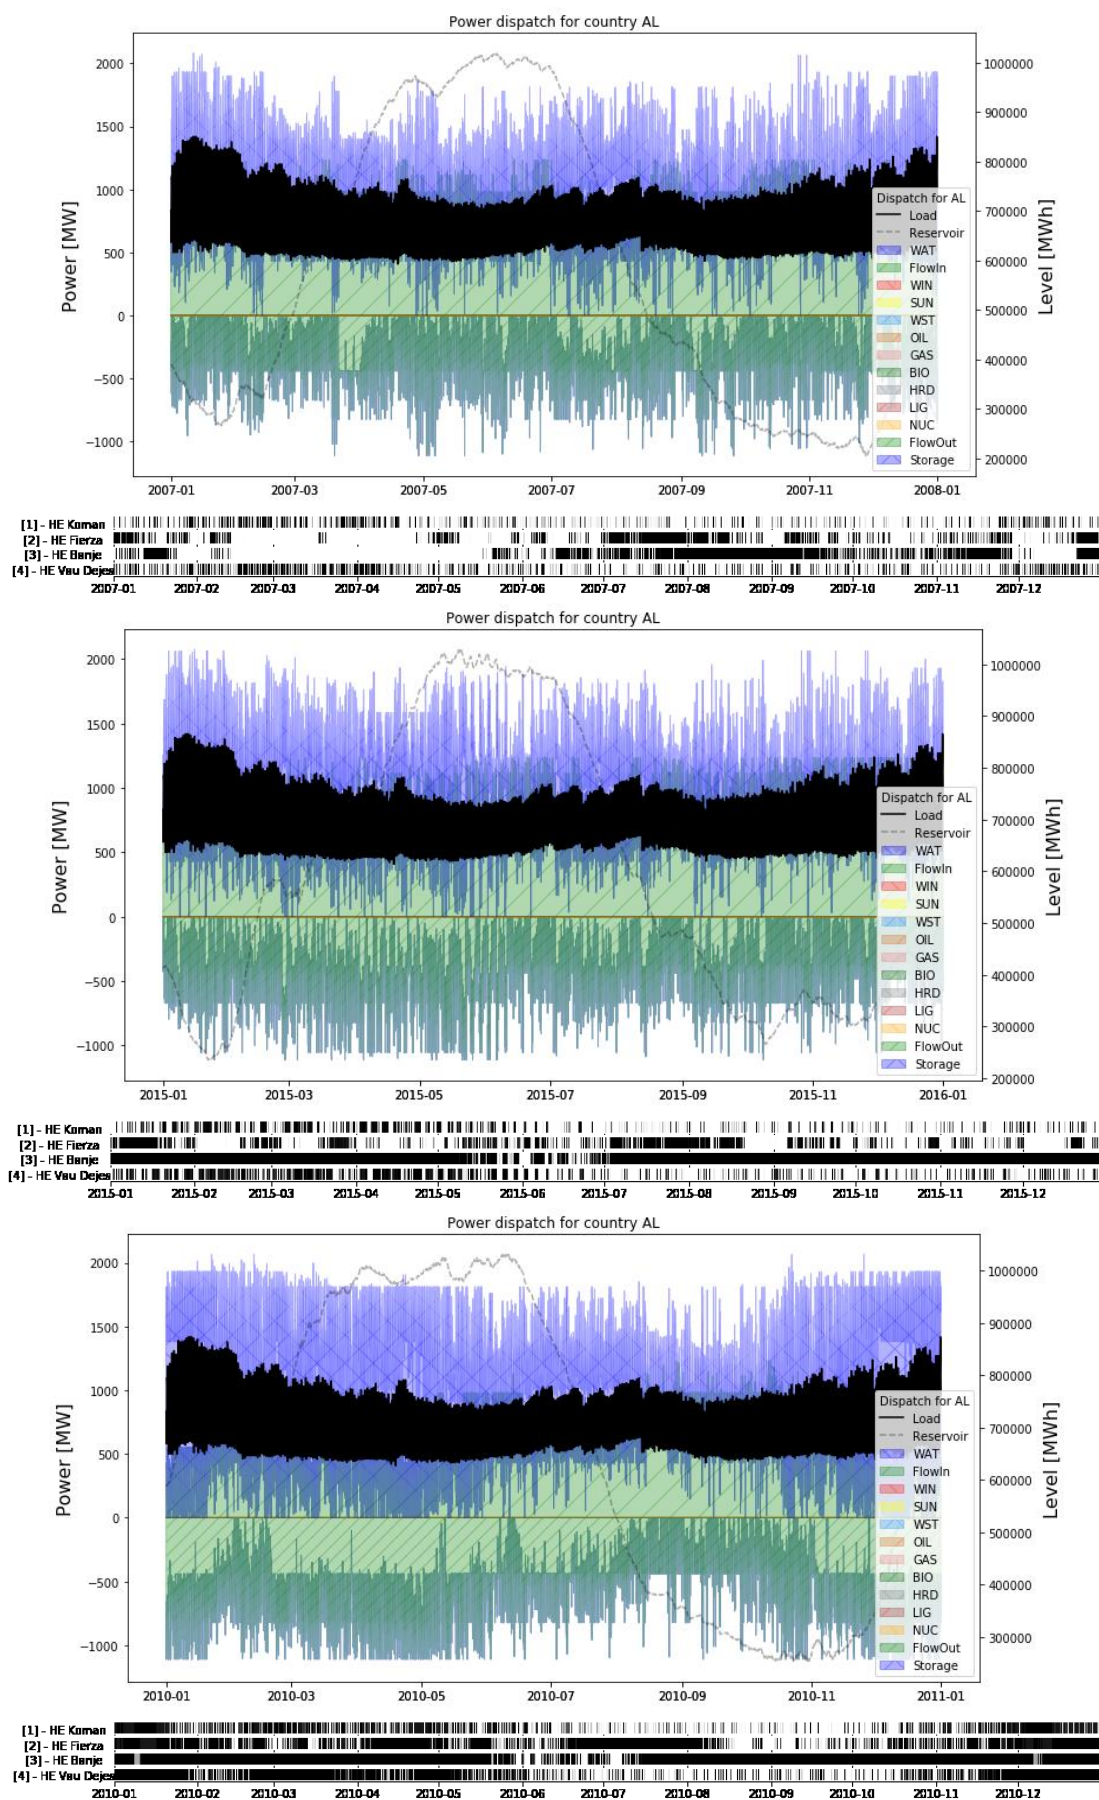 Power dispatch for country AL
2000
1500
1000
500
0
−500
−1000
Power [MW]
1000000
900000
800000
700000
600000
500000
400000
300000
200000
Level [MWh]
Dispatch for AL
Load
Reservoir
WAT
FlowIn
WIN
SUN
WST
OIL
GAS
BIO
HRD
LIG
NUC
FlowOut
Storage
2007-01 2007-03 2007-05 2007-07 2007-09 2007-11 2008-01
[1] - HE Koman
[2] - HE Fierza
[3] - HE Banje
[4] - HE Vau Dejes
2007-01 2007-02 2007-03 2007-04 2007-05 2007-06 2007-07 2007-08 2007-09 2007-10 2007-11 2007-12
Power dispatch for country AL
2000
1500
1000
500
0
−500
−1000
Power [MW]
1000000
900000
800000
700000
600000
500000
400000
300000
200000
Level [MWh]
Dispatch for AL
Load
Reservoir
WAT
FlowIn
WIN
SUN
WST
OIL
GAS
BIO
HRD
LIG
NUC
FlowOut
Storage
2015-01 2015-03 2015-05 2015-07 2015-09 2015-11 2016-01
[1] - HE Koman
[2] - HE Fierza
[3] - HE Banje
[4] - HE Vau Dejes
2015-01 2015-02 2015-03 2015-04 2015-05 2015-06 2015-07 2015-08 2015-09 2015-10 2015-11 2015-12
Power dispatch for country AL
2000
1500
1000
500
0
−500
−1000
Power [MW]
1000000
900000
800000
700000
600000
500000
400000
300000
Level [MWh]
Dispatch for AL
Load
Reservoir
WAT
FlowIn
WIN
SUN
WST
OIL
GAS
BIO
HRD
LIG
NUC
FlowOut
Storage
2010-01 2010-03 2010-05 2010-07 2010-09 2010-11 2011-01
[1] - HE Koman
[2] - HE Fierza
[3] - HE Banje
[4] - HE Vau Dejes
2010-01 2010-02 2010-03 2010-04 2010-05 2010-06 2010-07 2010-08 2010-09 2010-10 2010-11 2010-12